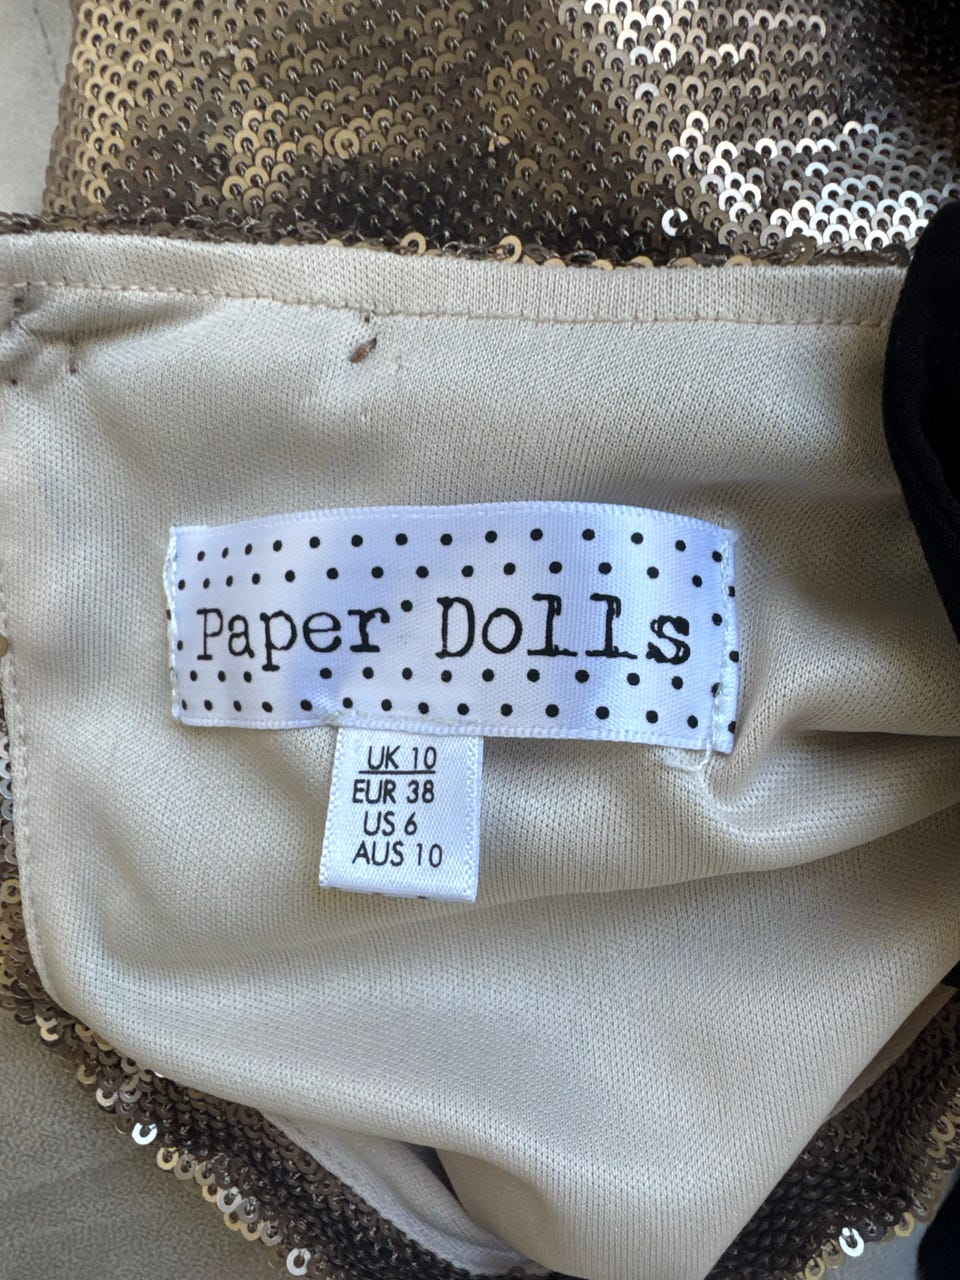 Paper Dolls
UK 10
EUR 38
US 6
AUS 10